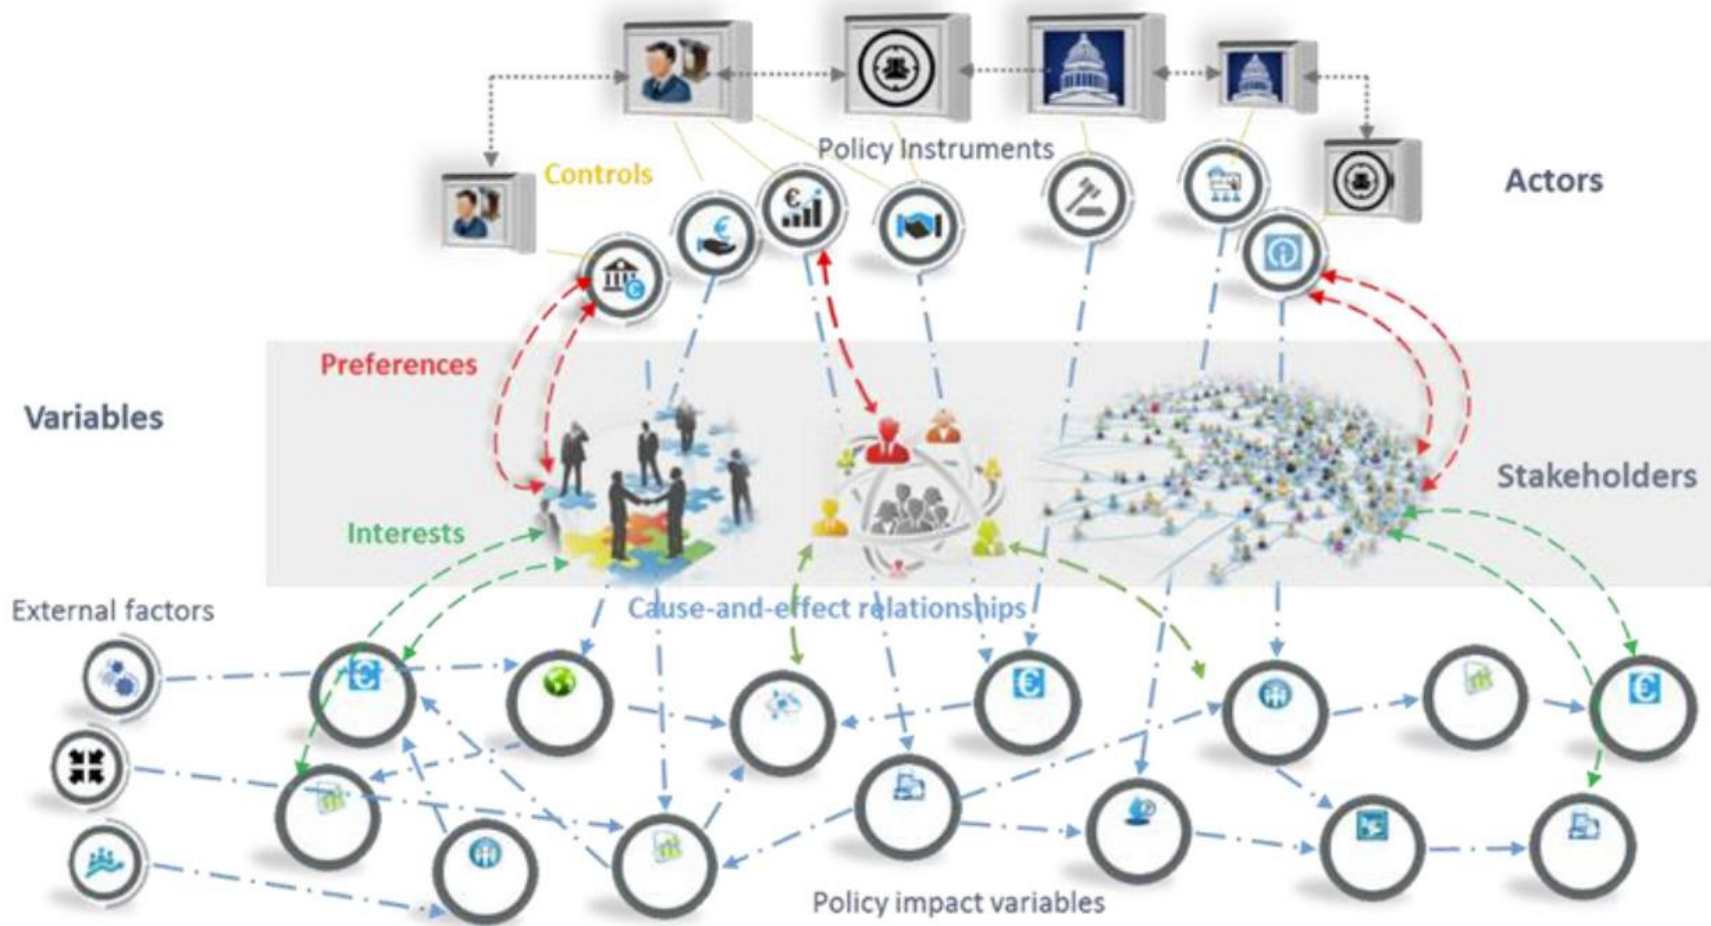 Policy Instruments
Controls
Actors
Preferences
Variables
Stakeholders
Interests
External factors
Cause-and-effect relationships
Policy impact variables